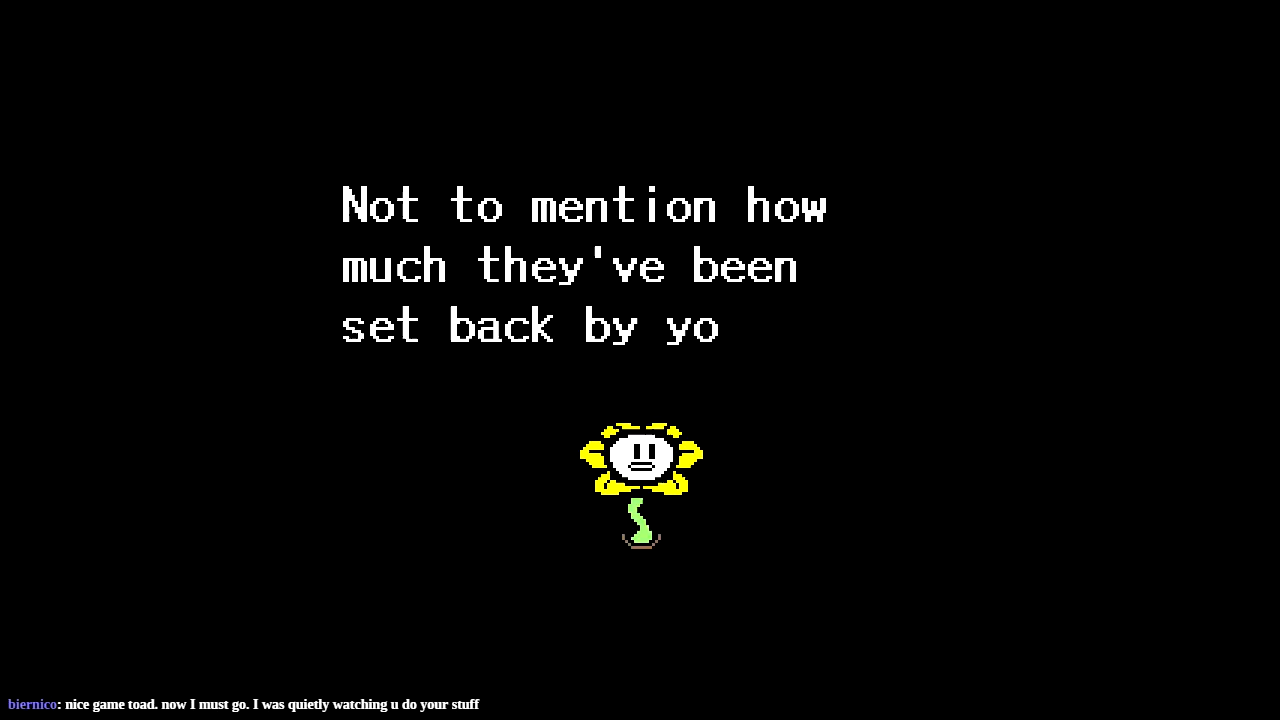 Not to mention how
much they've been
set back by yo
biernico: nice game toad. now I must go. I was quietly watching u do your stuff